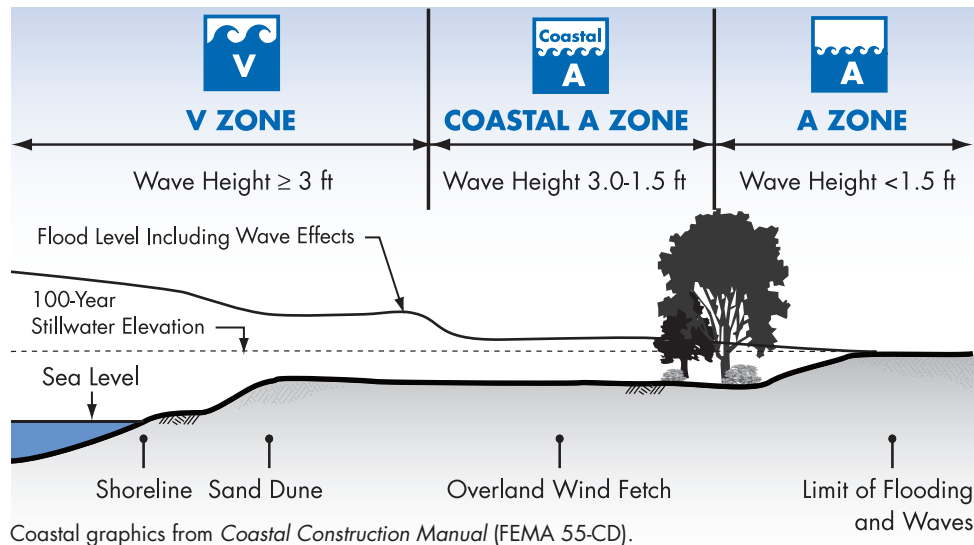 V
Coastal
A
A
V ZONE
COASTAL A ZONE
A ZONE
Wave Height ≥ 3 ft
Wave Height 3.0-1.5 ft
Wave Height <1.5 ft
Flood Level Including Wave Effects
100-Year
Stillwater Elevation
Sea Level
Shoreline
Sand Dune
Overland Wind Fetch
Limit of Flooding
and Waves
Coastal graphics from Coastal Construction Manual (FEMA 55-CD).